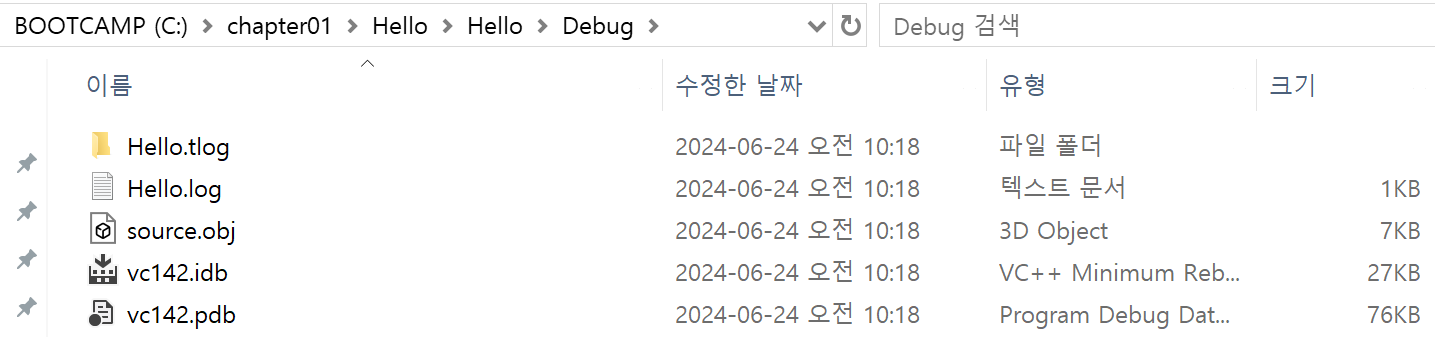 BOOTCAMP (C:) > chapter01 > Hello > Hello > Debug > Debug 검색
이름 수정한 날짜 유형 크기
Hello.tlog 2024-06-24 오전 10:18 파일 폴더
Hello.log 2024-06-24 오전 10:18 텍스트 문서 1KB
source.obj 2024-06-24 오전 10:18 3D Object 7KB
vc142.idb 2024-06-24 오전 10:18 VC++ Minimum Reb... 27KB
vc142.pdb 2024-06-24 오전 10:18 Program Debug Dat... 76KB